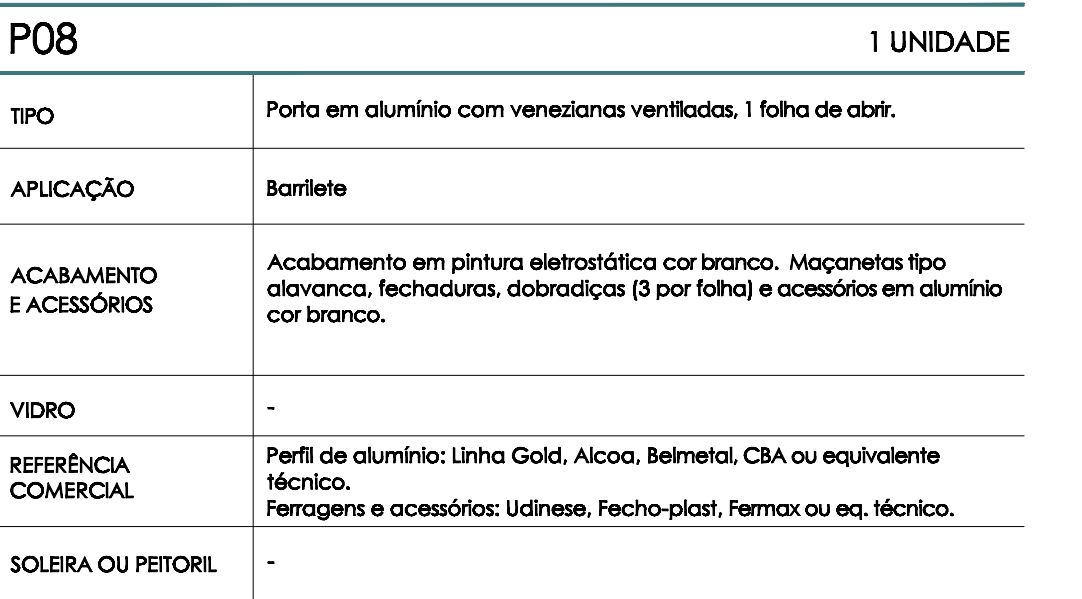 P08
1 UNIDADE
TIPO
Porta em alumínio com venezianas ventiladas, 1 folha de abrir.
APLICAÇÃO
Barrilete
ACABAMENTO
E ACESSÓRIOS
Acabamento em pintura eletrostática cor branco. Maçanetas tipo
alavanca, fechaduras, dobradiças (3 por folha) e acessórios em alumínio
cor branco.
VIDRO
-
REFERÊNCIA
COMERCIAL
Perfil de alumínio: Linha Gold, Alcoa, Belmetal, CBA ou equivalente
técnico.
Ferragens e acessórios: Udinese, Fecho-plast, Fermax ou eq. técnico.
SOLEIRA OU PEITORIL
-